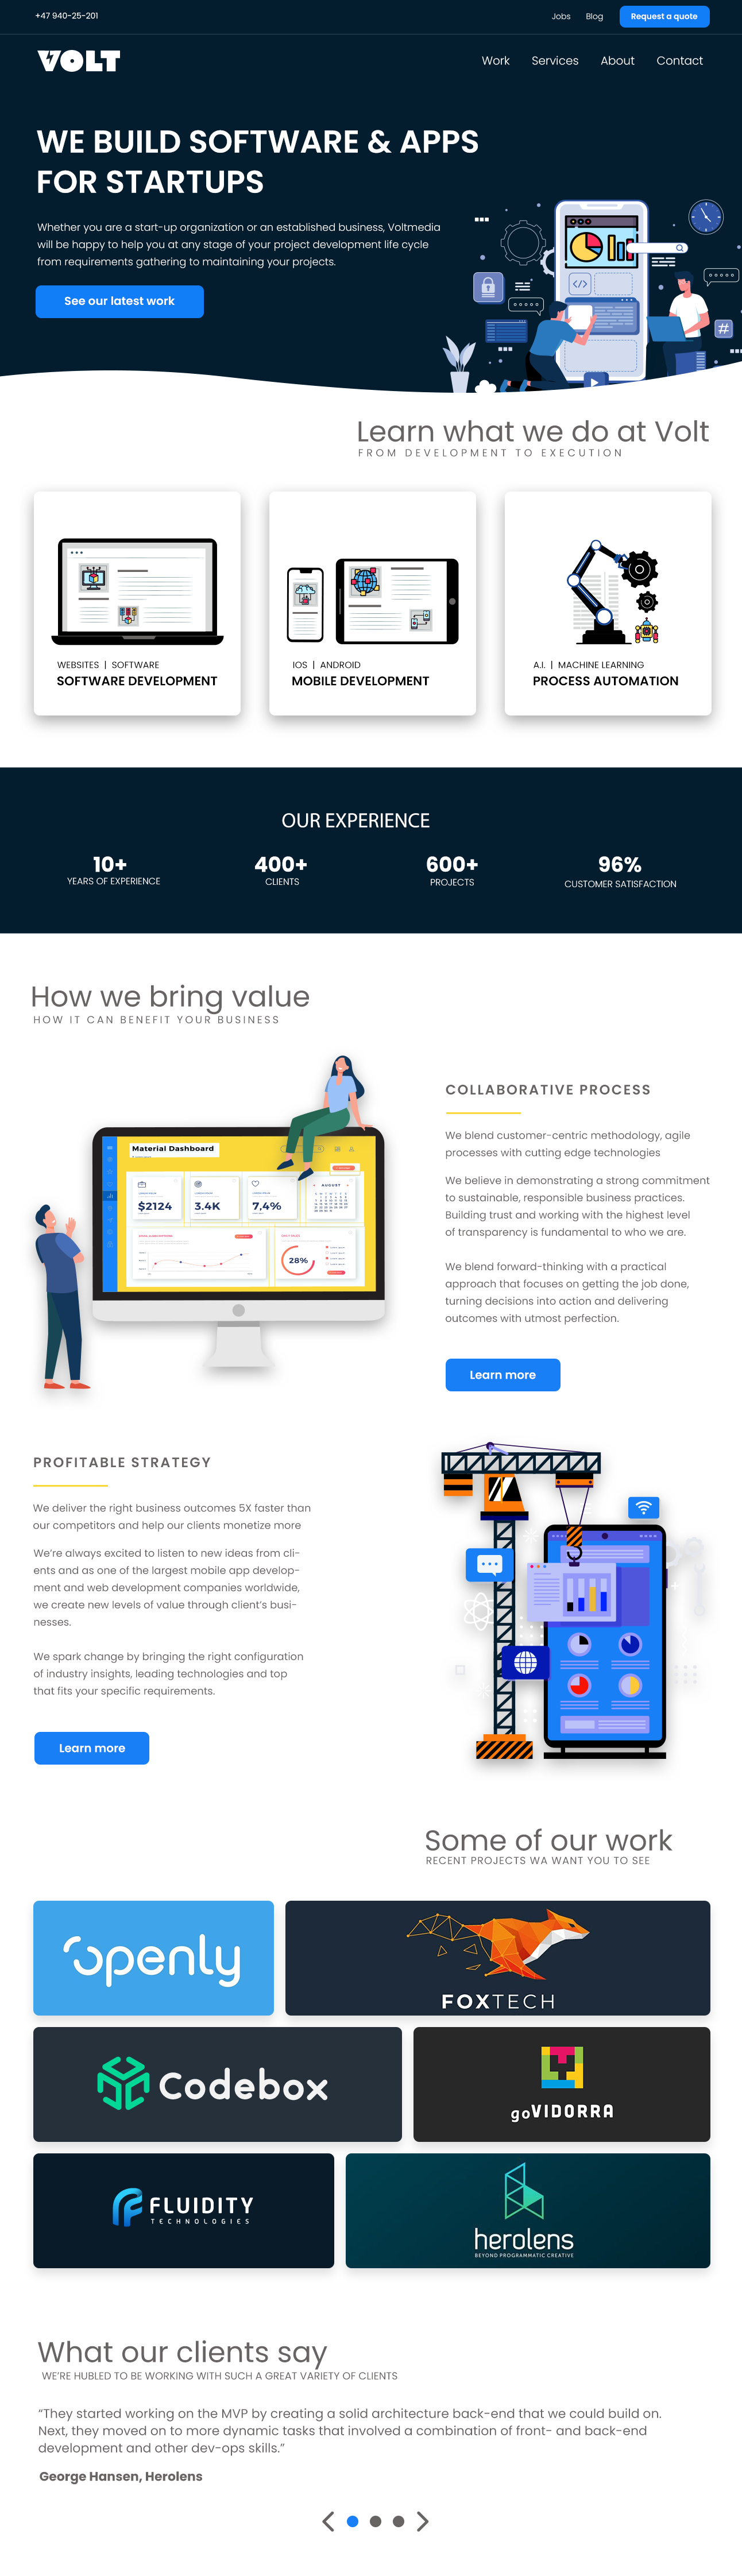 +47 940-25-201
Jobs Blog Request a quote
VOLT
Work Services About Contact
WE BUILD SOFTWARE & APPS
FOR STARTUPS
Whether you are a start-up organization or an established business, Voltmedia
will be happy to help you at any stage of your project development life cycle
from requirements gathering to maintaining your projects.
See our latest work
Learn what we do at Volt
FROM DEVELOPMENT TO EXECUTION
WEBSITES | SOFTWARE
SOFTWARE DEVELOPMENT
IOS | ANDROID
MOBILE DEVELOPMENT
A.I. | MACHINE LEARNING
PROCESS AUTOMATION
OUR EXPERIENCE
10+
YEARS OF EXPERIENCE
400+
CLIENTS
600+
PROJECTS
96%
CUSTOMER SATISFACTION
How we bring value
HOW IT CAN BENEFIT YOUR BUSINESS
Material Dashboard
AUGUST
$2124
3.4K
7,4%
28%
COLLABORATIVE PROCESS
We blend customer-centric methodology, agile
processes with cutting edge technologies
We believe in demonstrating a strong commitment
to sustainable, responsible business practices.
Building trust and working with the highest level
of transparency is fundamental to who we are.
We blend forward-thinking with a practical
approach that focuses on getting the job done,
turning decisions into action and delivering
outcomes with utmost perfection.
Learn more
PROFITABLE STRATEGY
We deliver the right business outcomes 5X faster than
our competitors and help our clients monetize more
We're always excited to listen to new ideas from cli-
ents and as one of the largest mobile app develop-
ment and web development companies worldwide,
we create new levels of value through client's busi-
nesses.
We spark change by bringing the right configuration
of industry insights, leading technologies and top
that fits your specific requirements.
Learn more
Some of our work
RECENT PROJECTS WA WANT YOU TO SEE
openly
FOXTECH
Codebox
goVIDORRA
FLUIDITY
TECHNOLOGIES
herolens
BEYOND PROGRAMMATIC CREATIVE
What our clients say
WE'RE HUBLED TO BE WORKING WITH SUCH A GREAT VARIETY OF CLIENTS
“They started working on the MVP by creating a solid architecture back-end that we could build on.
Next, they moved on to more dynamic tasks that involved a combination of front- and back-end
development and other dev-ops skills.”
George Hansen, Herolens